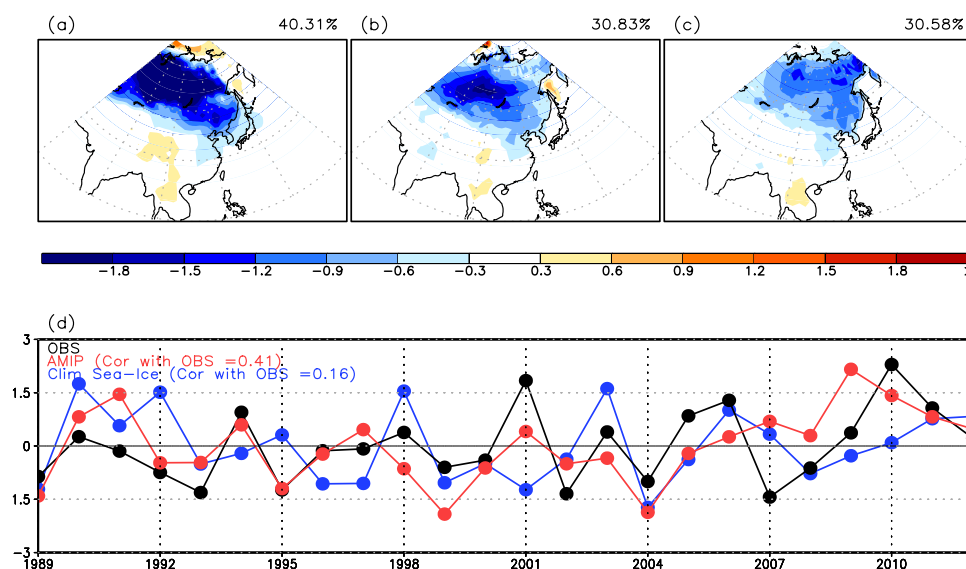 (a) 40.31% (b) 30.83% (c) 30.58%
-1.8 -1.5 -1.2 -0.9 -0.6 -0.3 0.3 0.6 0.9 1.2 1.5 1.8
(d)
3
OBS
AMIP (Cor with OBS =0.41)
Clim Sea-Ice (Cor with OBS =0.16)
1.5
0
-1.5
-3
1989 1992 1995 1998 2001 2004 2007 2010